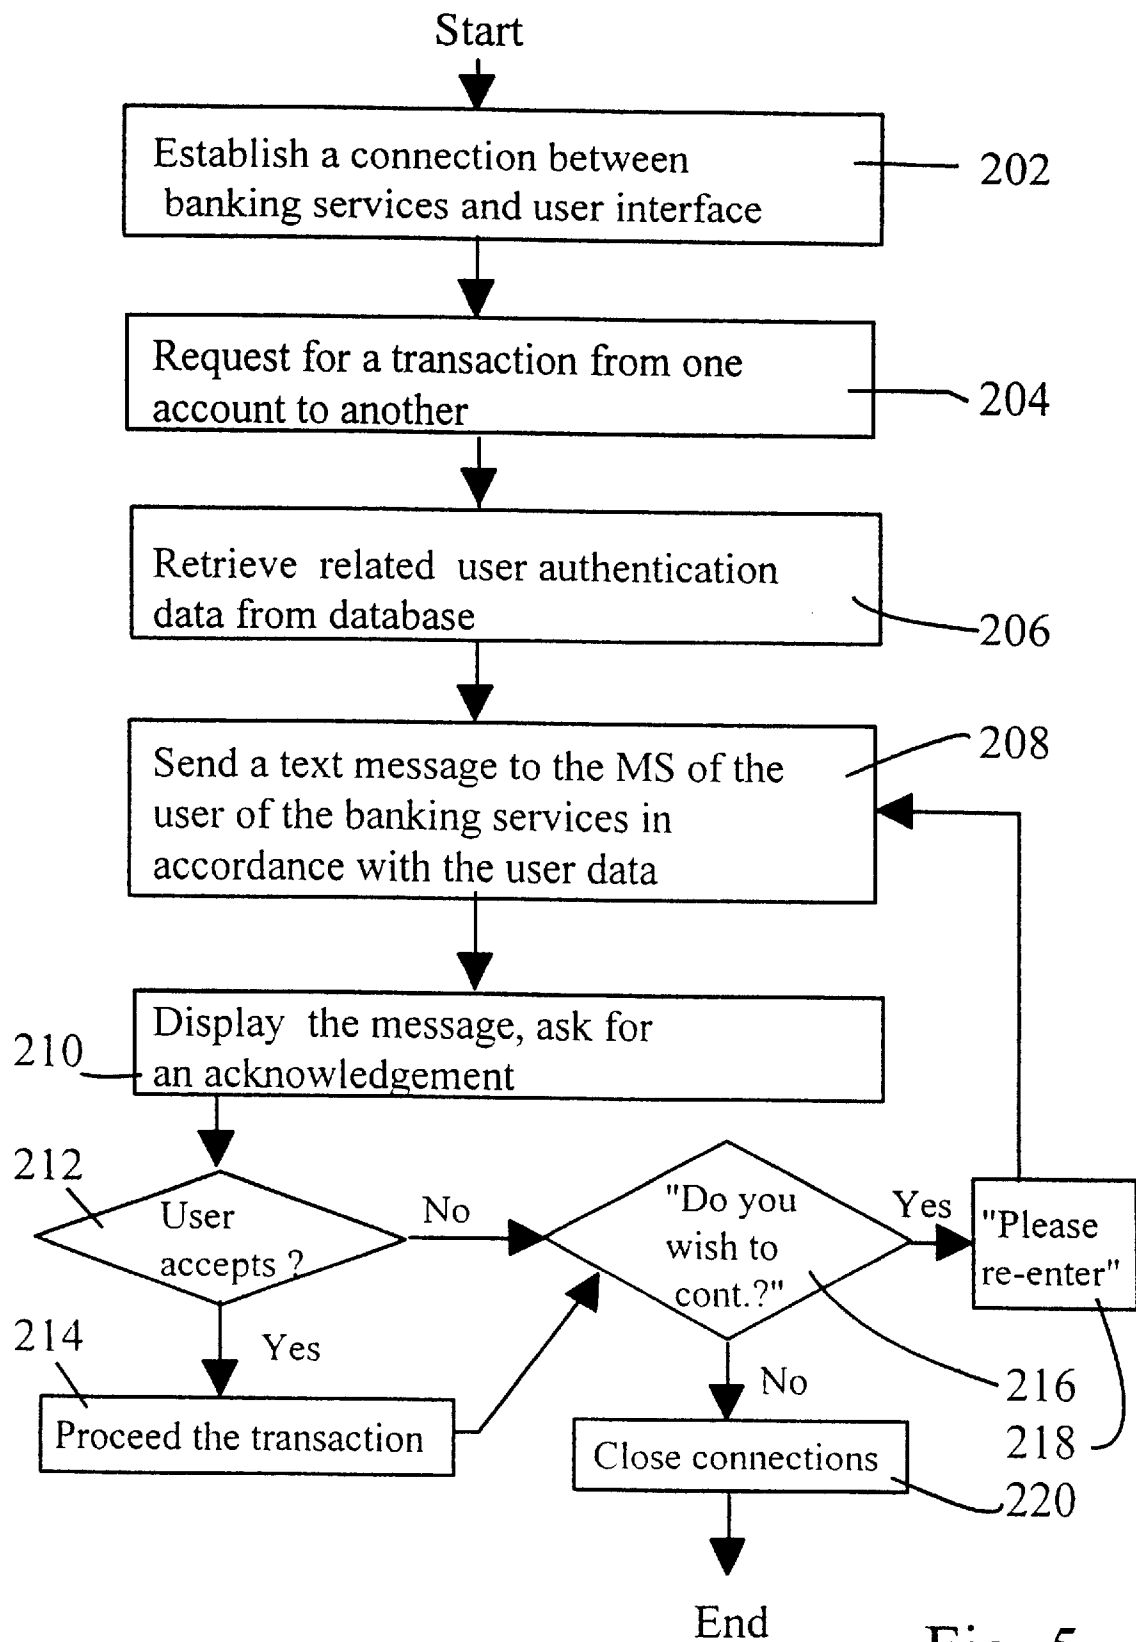 Start
Establish a connection between
banking services and user interface
202
Request for a transaction from one
account to another
204
Retrieve related user authentication
data from database
206
Send a text message to the MS of the
user of the banking services in
accordance with the user data
208
Display the message, ask for
an acknowledgement
210
212
User
accepts ?
No
"Do you
wish to
cont.?"
Yes
"Please
re-enter"
214
Yes
Proceed the transaction
No
216
218
Close connections
220
End
Fig. 5